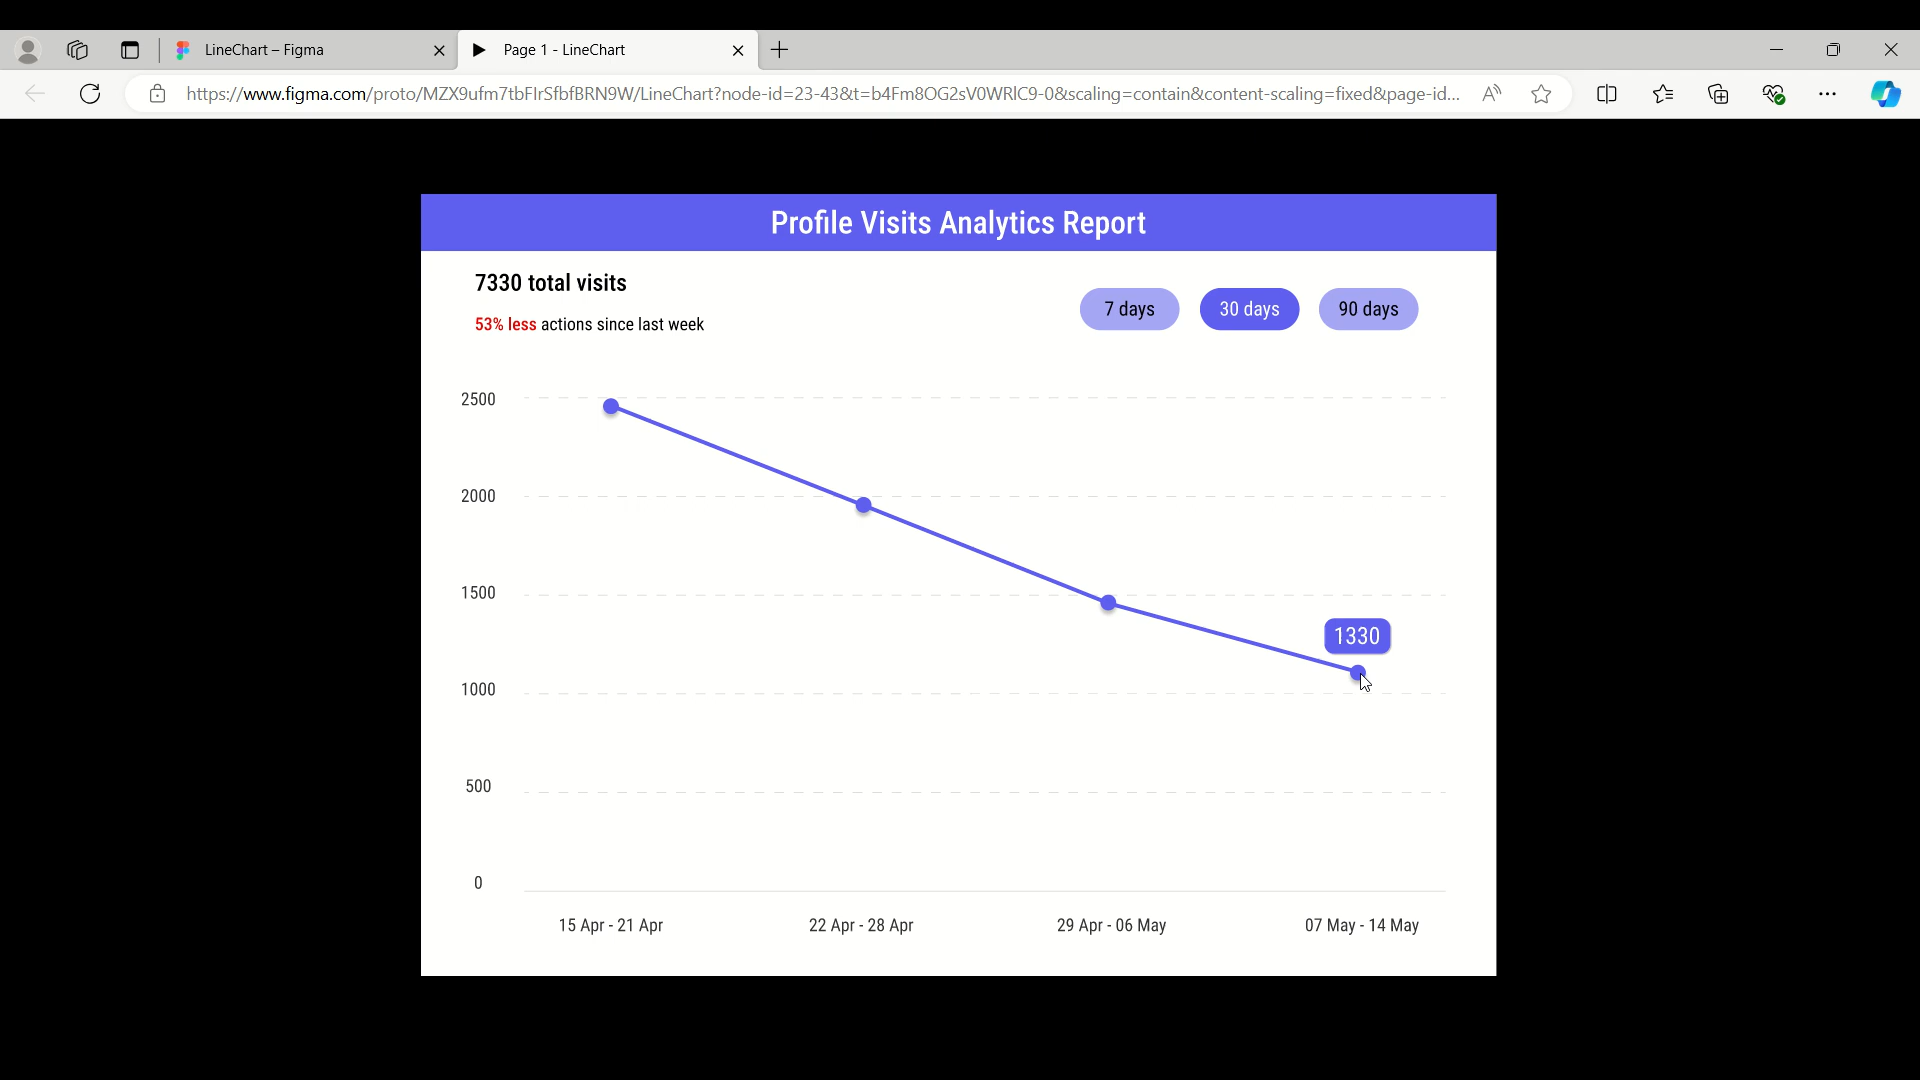 LineChart – Figma
Page 1 - LineChart
https://www.figma.com/proto/MZX9ufm7tbFIrSfbfBRN9W/LineChart?node-id=23-43&t=b4Fm8OG2sV0WRlC9-0&scaling=contain&content-scaling=fixed&page-id...
Profile Visits Analytics Report
7330 total visits
53% less actions since last week
7 days
30 days
90 days
2500
2000
1500
1330
1000
500
0
15 Apr - 21 Apr
22 Apr - 28 Apr
29 Apr - 06 May
07 May - 14 May